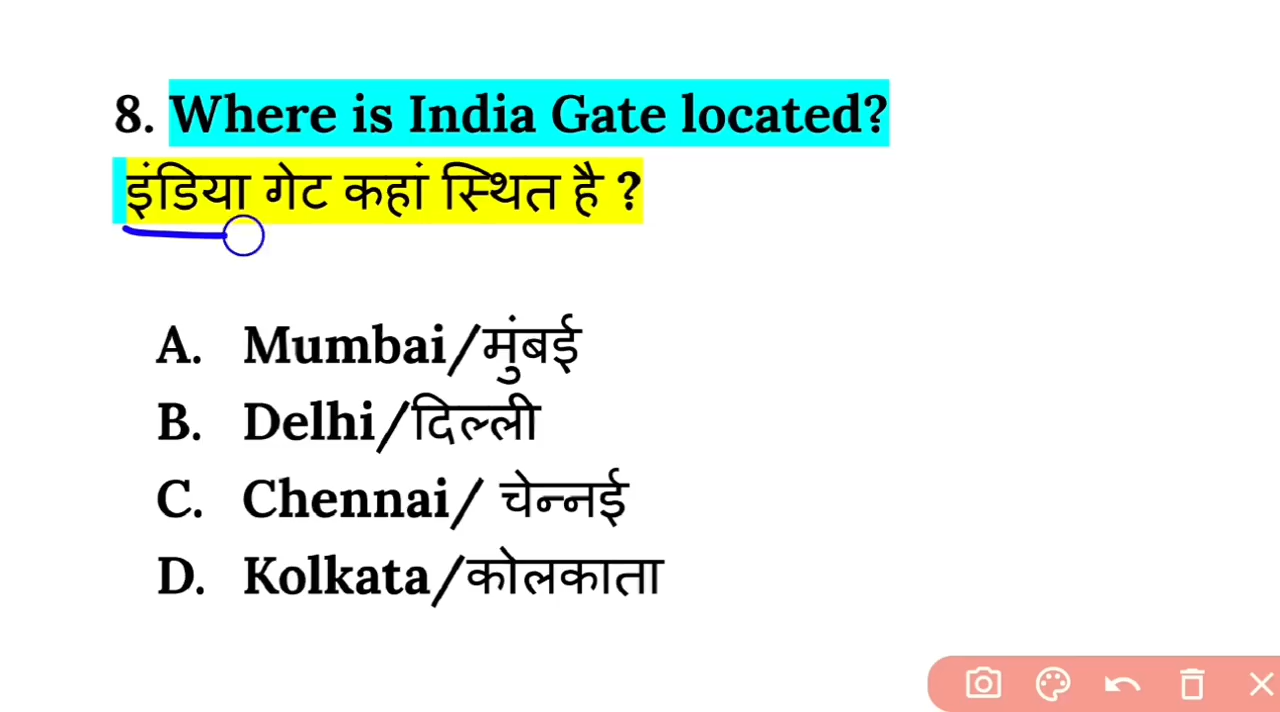 8. Where is India Gate located?
इंडिया गेट कहां स्थित है ?
A. Mumbai/मुंबई
B. Delhi/दिल्ली
C. Chennai/ चेन्नई
D. Kolkata/कोलकाता